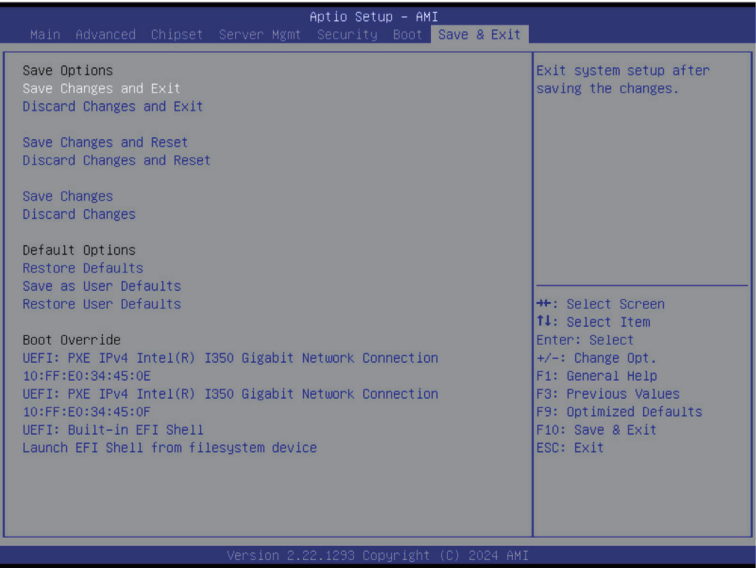 Aptio Setup – AMI
Main Advanced Chipset Server Mgmt Security Boot Save & Exit
Save Options
Save Changes and Exit
Discard Changes and Exit
Save Changes and Reset
Discard Changes and Reset
Save Changes
Discard Changes
Default Options
Restore Defaults
Save as User Defaults
Restore User Defaults
Boot Override
UEFI: PXE IPv4 Intel(R) I350 Gigabit Network Connection
10:FF:E0:34:45:0E
UEFI: PXE IPv4 Intel(R) I350 Gigabit Network Connection
10:FF:E0:34:45:0F
UEFI: Built-in EFI Shell
Launch EFI Shell from filesystem device
Exit system setup after
saving the changes.
→←: Select Screen
↑↓: Select Item
Enter: Select
+/-: Change Opt.
F1: General Help
F3: Previous Values
F9: Optimized Defaults
F10: Save & Exit
ESC: Exit
Version 2.22.1293 Copyright (C) 2024 AMI